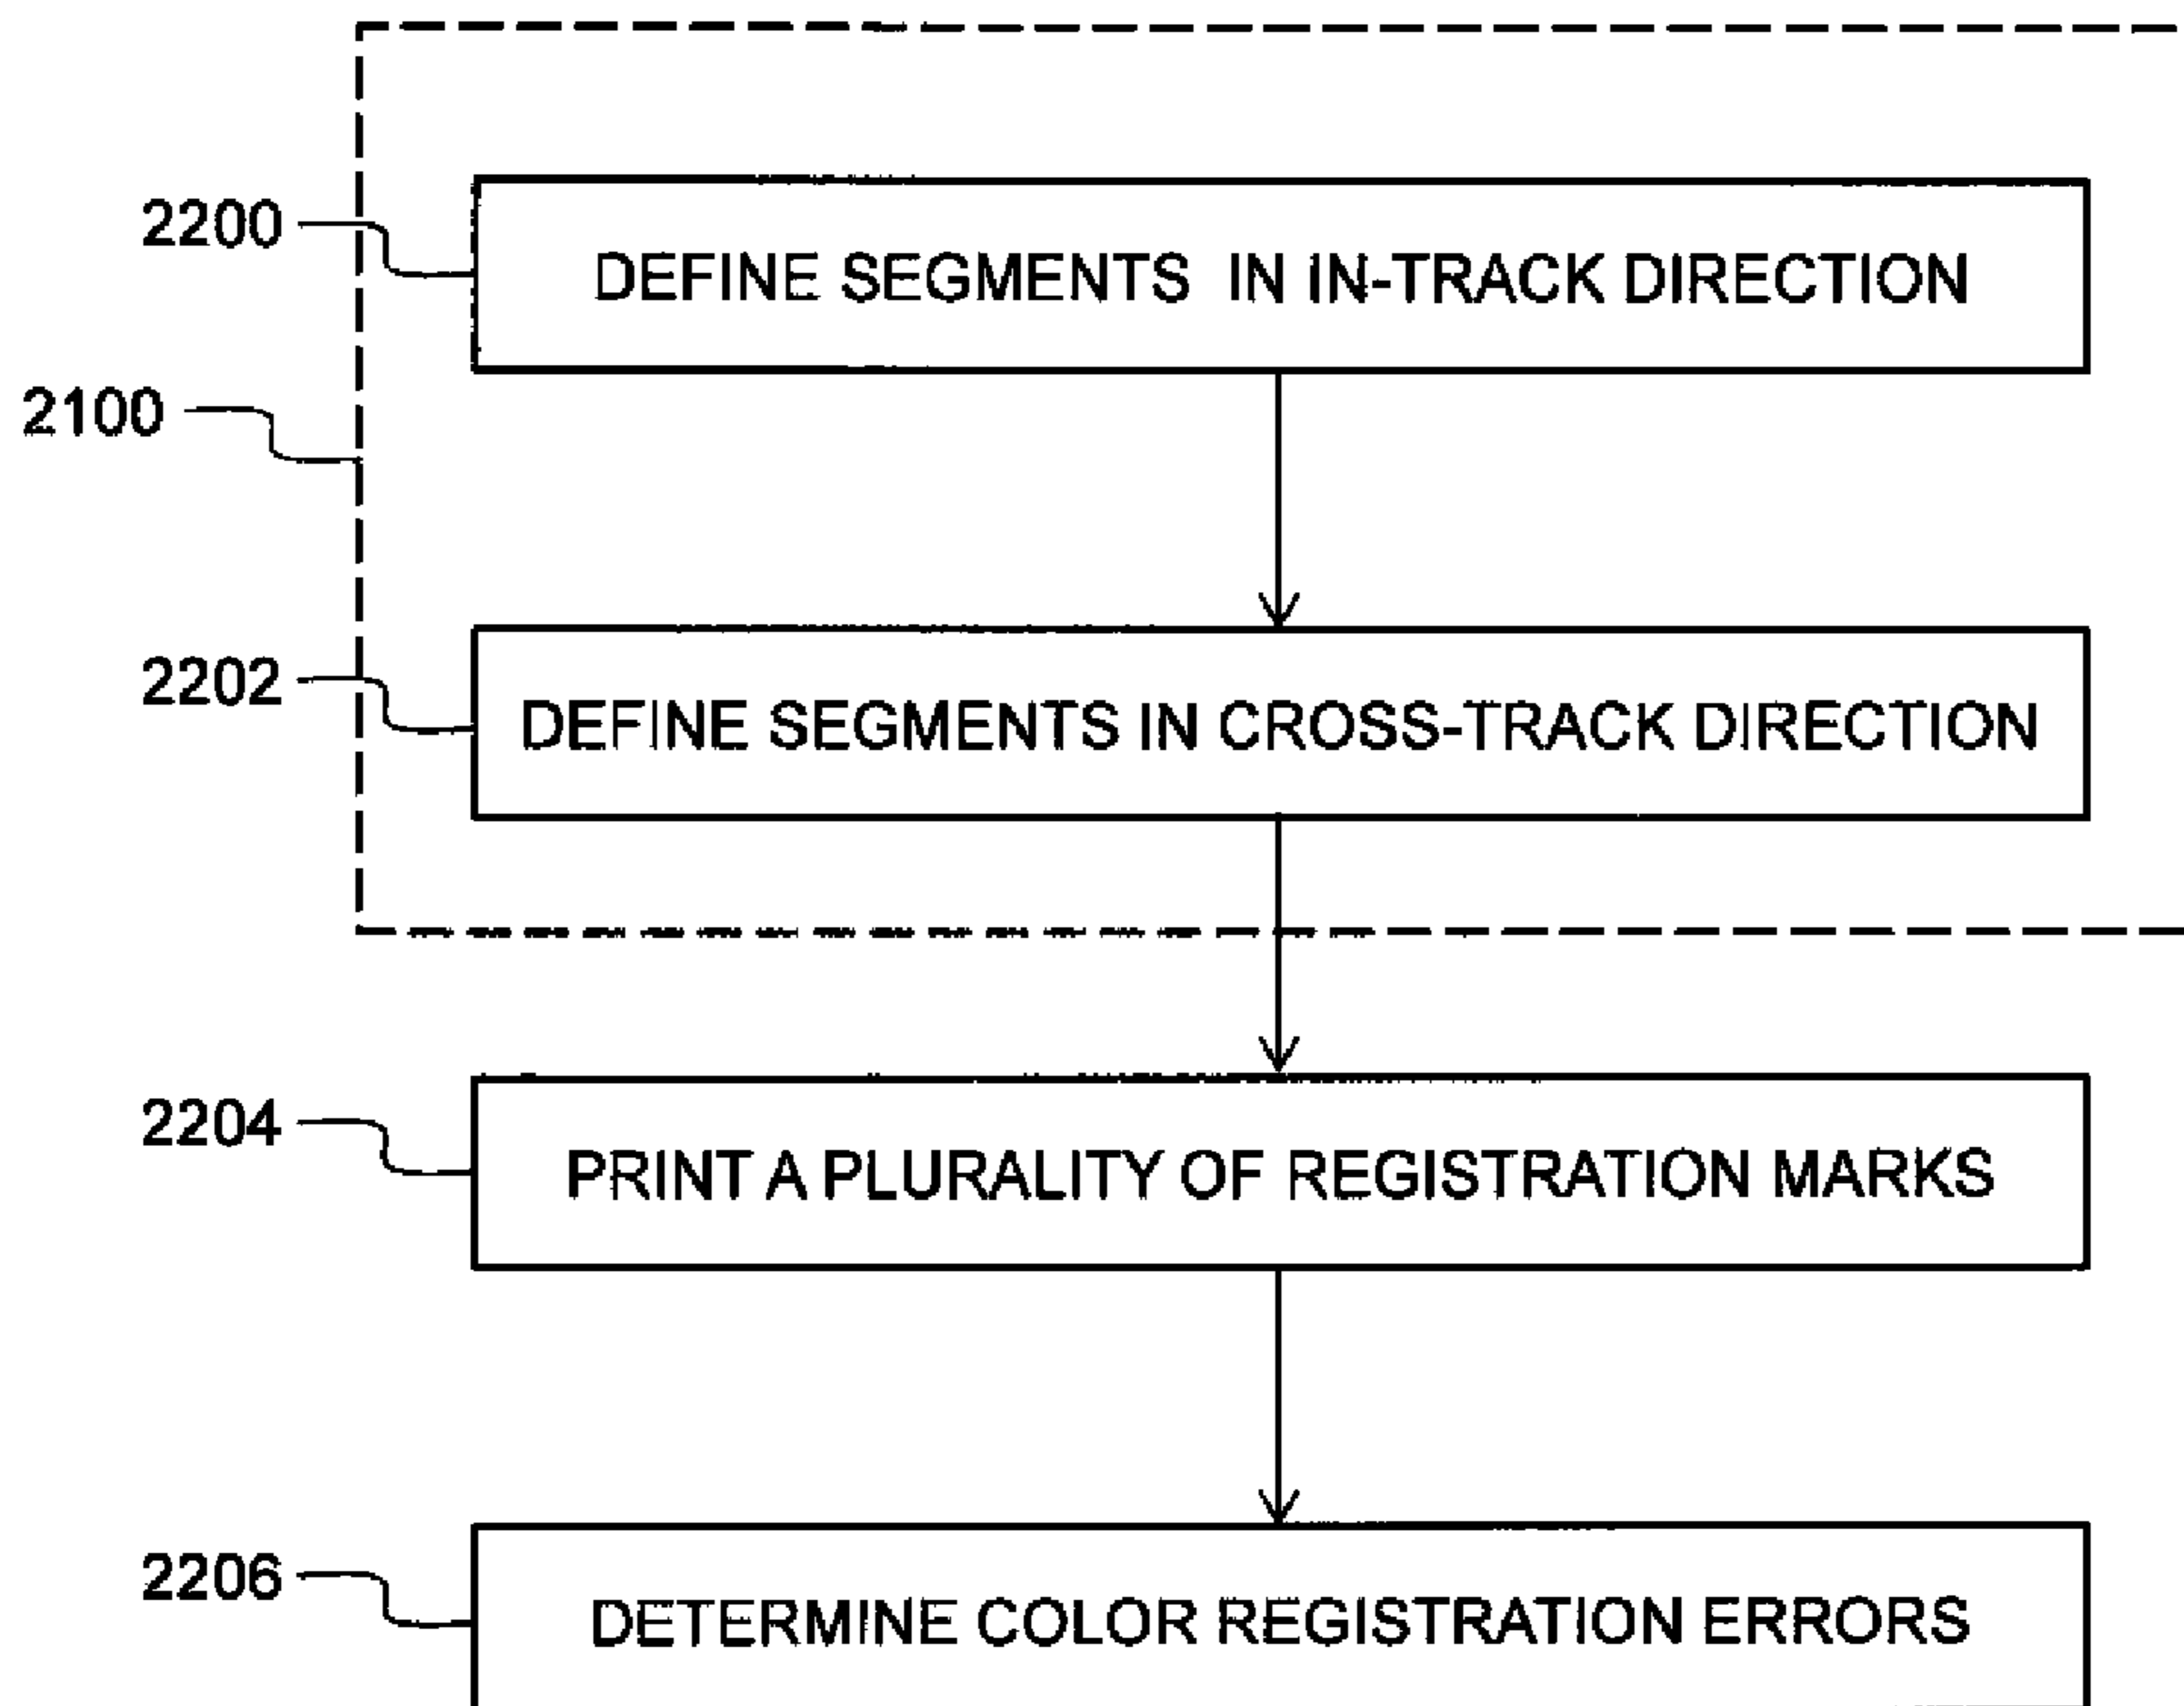 2200
DEFINE SEGMENTS IN IN-TRACK DIRECTION
2100
2202
DEFINE SEGMENTS IN CROSS-TRACK DIRECTION
2204
PRINT A PLURALITY OF REGISTRATION MARKS
2206
DETERMINE COLOR REGISTRATION ERRORS